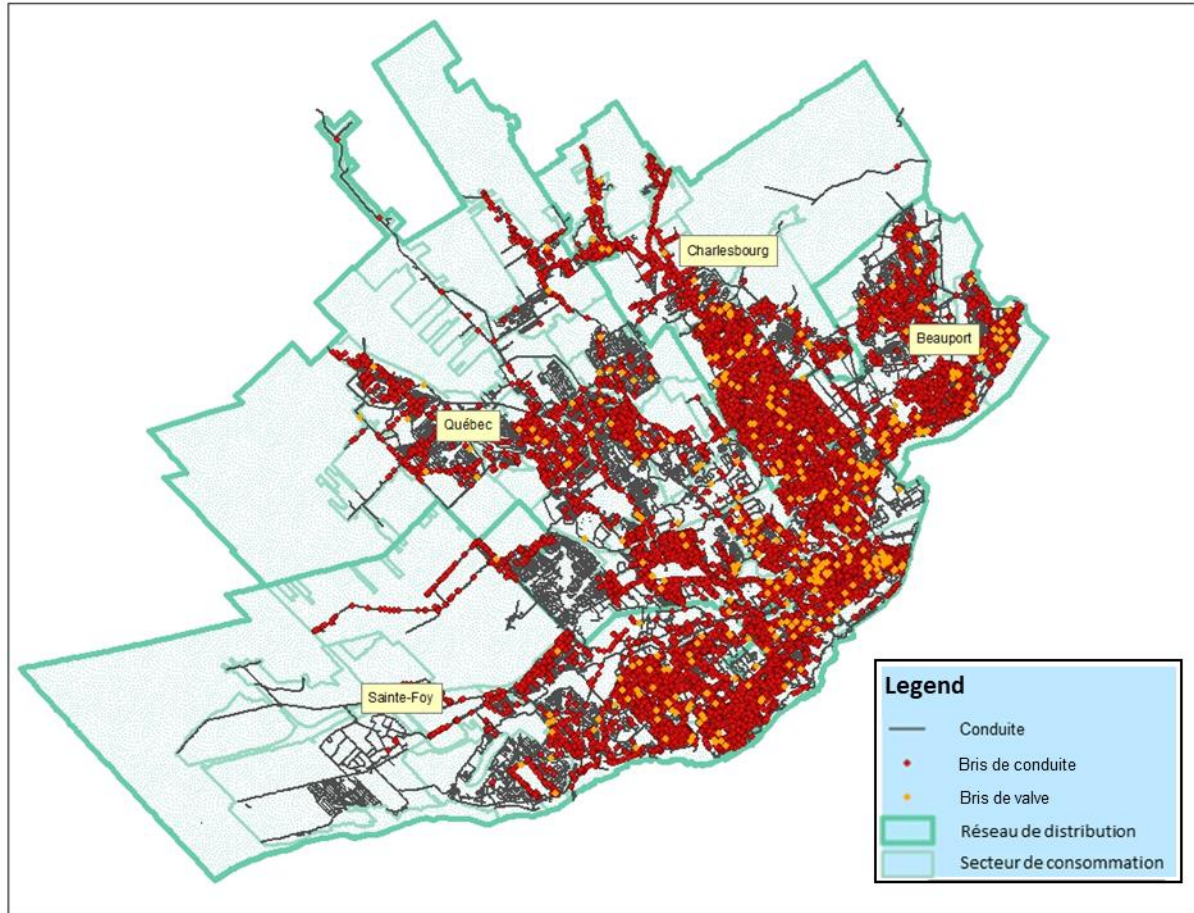 Charlesbourg
Beauport
Québec
Sainte-Foy
Legend
Conduite
Bris de conduite
Bris de valve
Réseau de distribution
Secteur de consommation